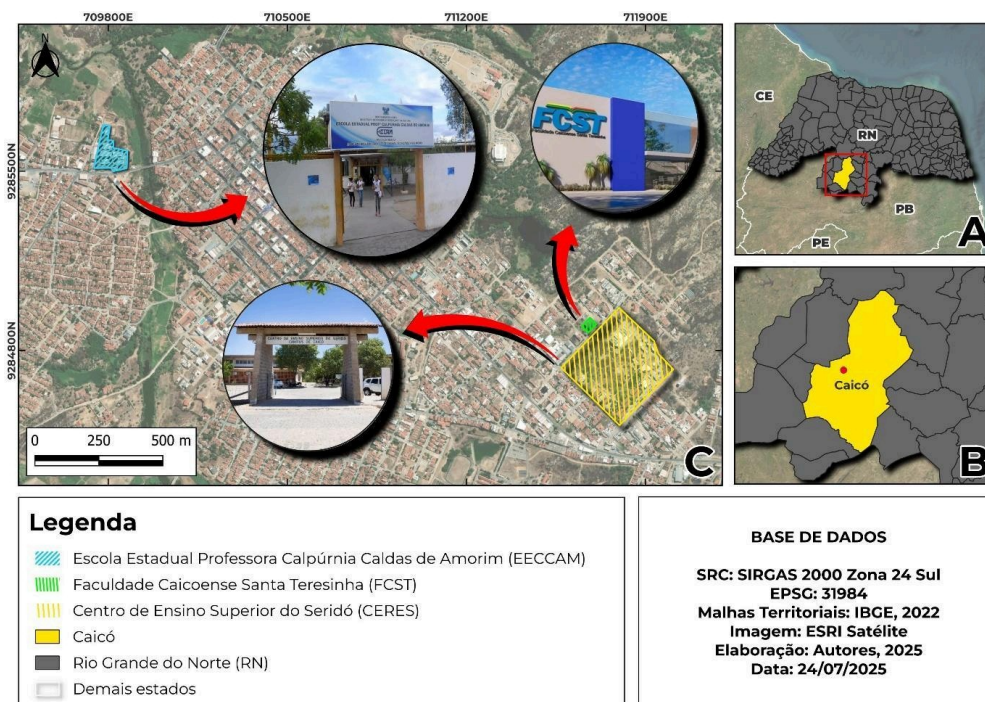 709800E 710500E 711200E 711900E
N
9285000N
9284800N
FCST
CE
RN
PB
PE
A
Caicó
B
C
0 250 500 m
Legenda
Escola Estadual Professora Calpúrnia Caldas de Amorim (EECCAM)
Faculdade Caicoense Santa Teresinha (FCST)
Centro de Ensino Superior do Seridó (CERES)
Caicó
Rio Grande do Norte (RN)
Demais estados
BASE DE DADOS
SRC: SIRGAS 2000 Zona 24 Sul
EPSG: 31984
Malhas Territoriais: IBGE, 2022
Imagem: ESRI Satélite
Elaboração: Autores, 2025
Data: 24/07/2025